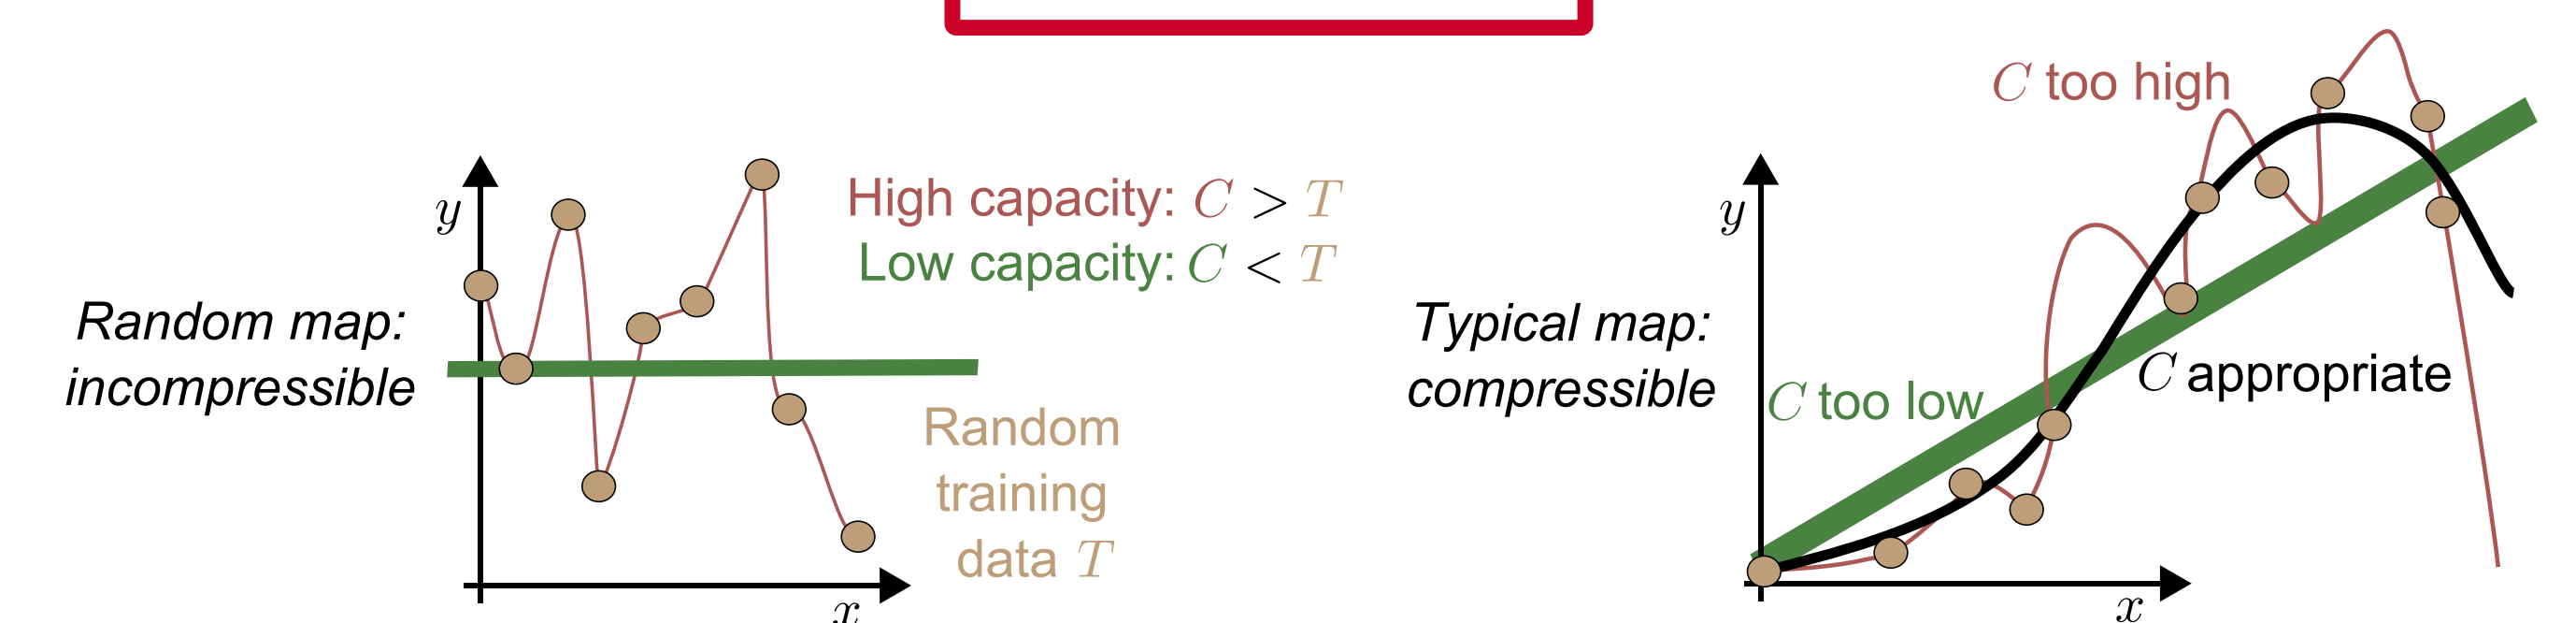 Random map:
incompressible
y
x
High capacity: C > T
Low capacity: C < T
Random
training
data T
Typical map:
compressible
y
x
C too high
C too low
C appropriate